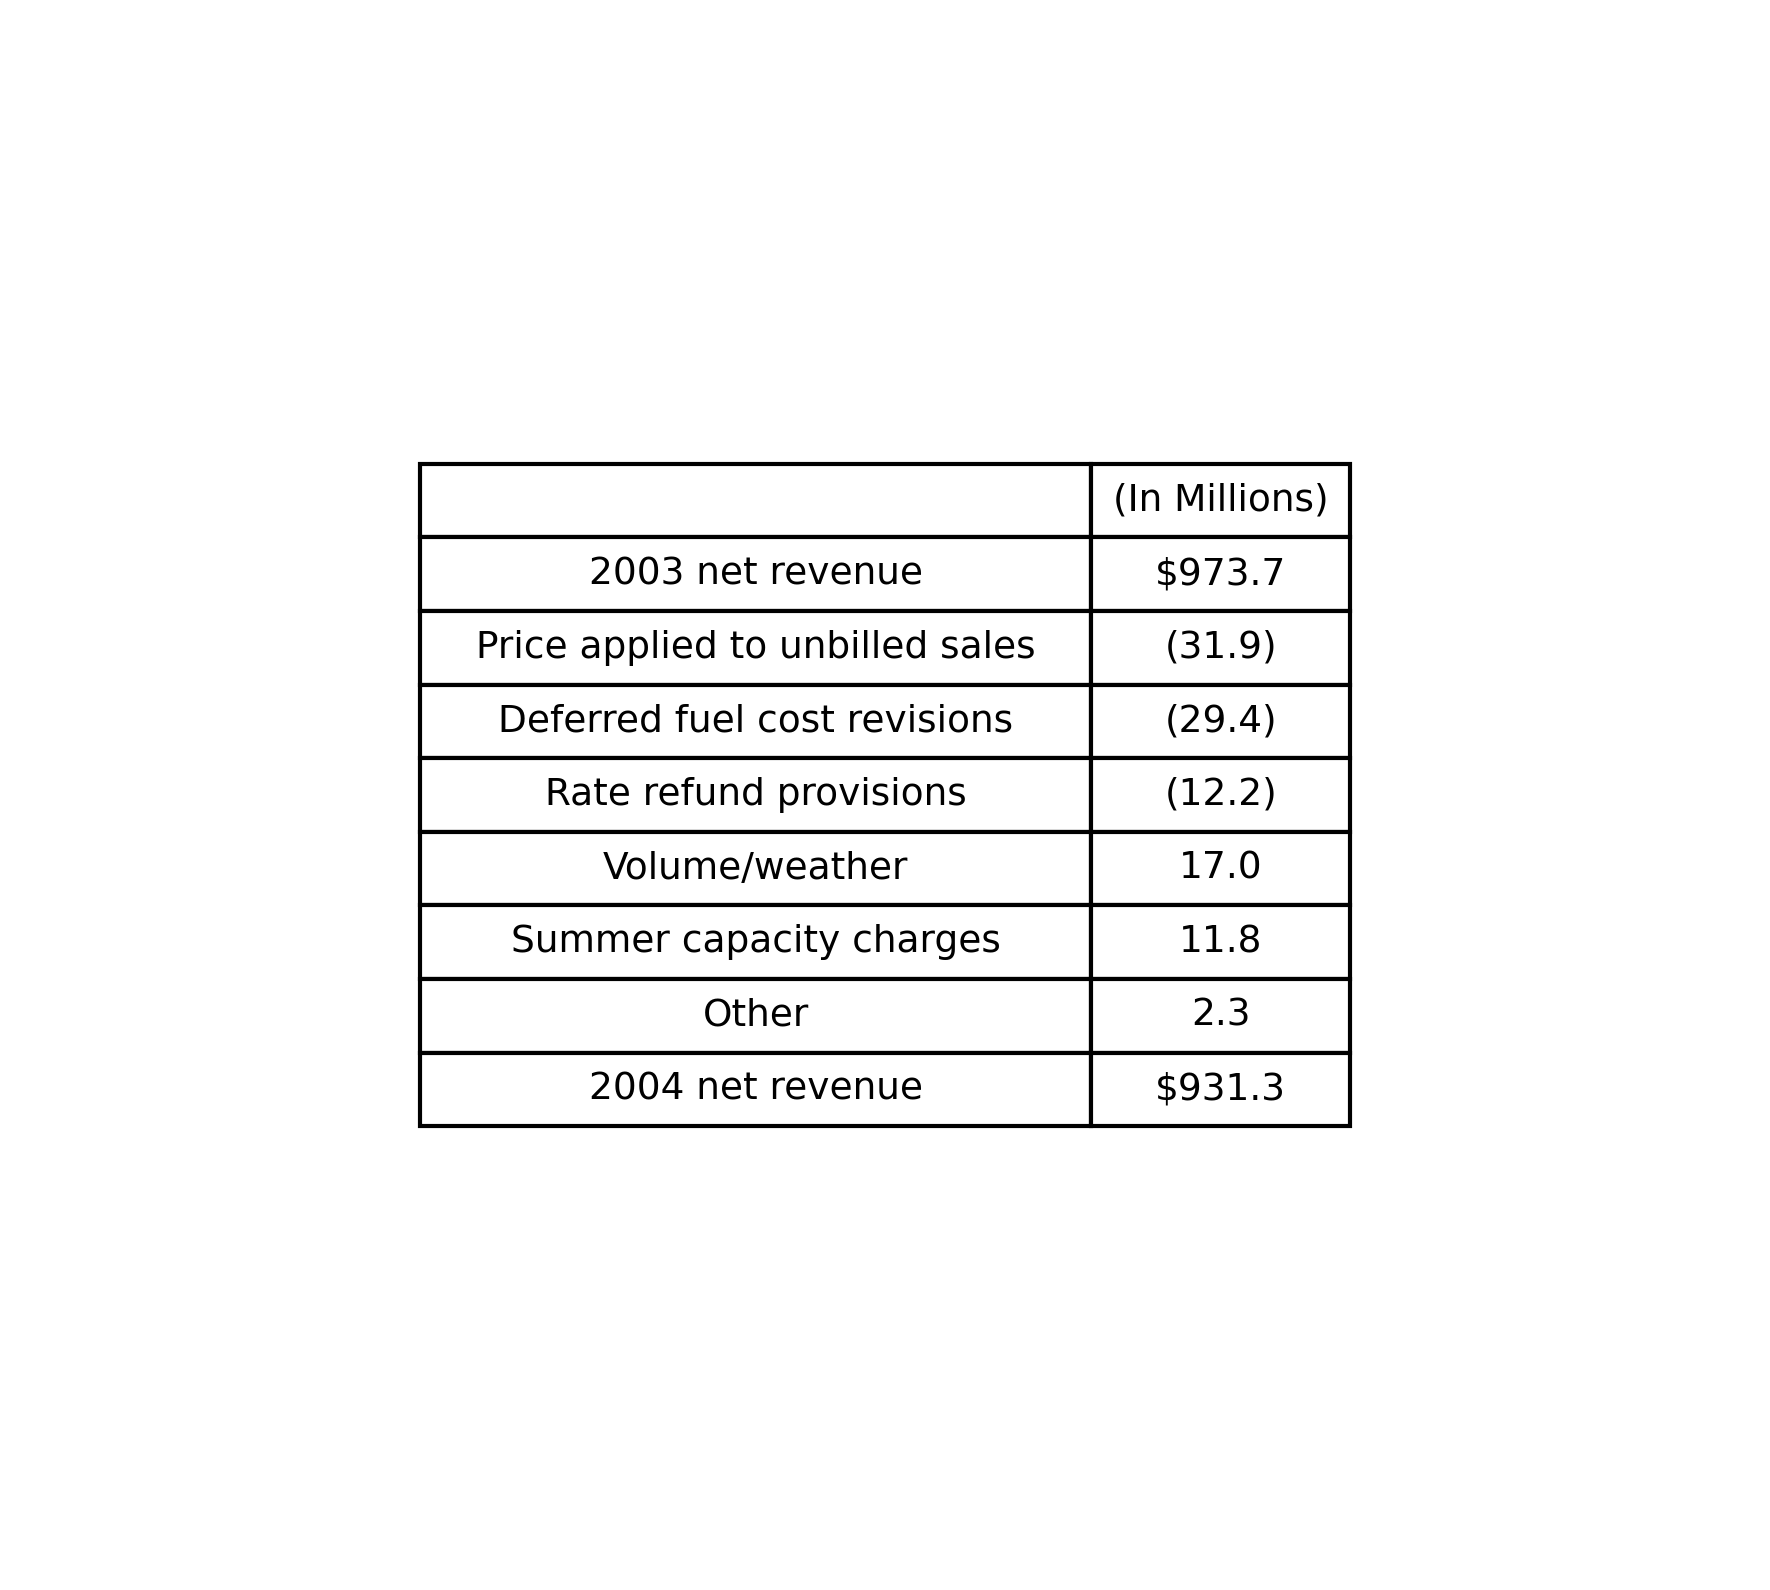 (In Millions)
2003 net revenue $973.7
Price applied to unbilled sales (31.9)
Deferred fuel cost revisions (29.4)
Rate refund provisions (12.2)
Volume/weather 17.0
Summer capacity charges 11.8
Other 2.3
2004 net revenue $931.3